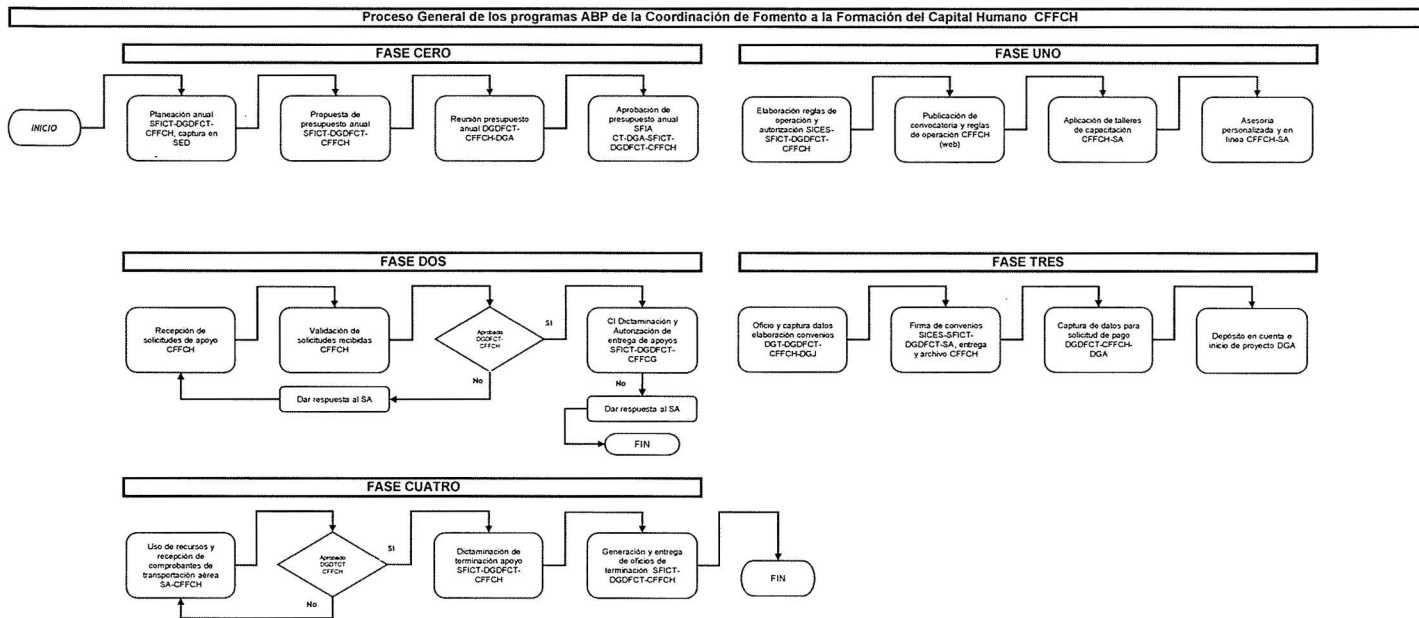 Proceso General de los programas ABP de la Coordinación de Fomento a la Formación del Capital Humano CFFCH
FASE CERO
INICIO
Planeación anual
SFICT-DGDFCT-
CFFCH, captura en
SED
Propuesta de
presupuesto anual
SFICT-DGDFCT-
CFFCH
Reunión presupuesto
anual DGDFCT-
CFFCH-DGA
Aprobación de
presupuesto anual
SFIA
CT-DGA-SFICT-
DGDFCT-CFFCH
FASE UNO
Elaboración reglas de
operación y
autorización SICES-
SFICT-DGDFCT-
CFFCH
Publicación de
convocatoria y reglas
de operación CFFCH
(web)
Aplicación de talleres
de capacitación
CFFCH-SA
Asesoria
personalizada y en
linea CFFCH-SA
FASE DOS
Recepción de
solicitudes de apoyo
CFFCH
Validación de
solicitudes recibidas
CFFCH
Aprobado
DGDFCT-
CFFCH
SI
No
Dar respuesta al SA
CI Dictaminación y
Autorización de
entrega de apoyos
SFICT-DGDFCT-
CFFCG
No
Dar respuesta al SA
FIN
FASE TRES
Oficio y captura datos
elaboración convenios
DGT-DGDFCT-
CFFCH-DGJ
Firma de convenios
SICES-SFICT-
DGDFCT-SA, entrega
y archivo CFFCH
Captura de datos para
solicitud de pago
DGDFCT-CFFCH-
DGA
Depósito en cuenta e
inicio de proyecto DGA
FASE CUATRO
Uso de recursos y
recepción de
comprobantes de
transportación aérea
SA-CFFCH
Aprobado
DGDTCT
CFFCH
SI
No
Dictaminación de
terminación apoyo
SFICT-DGDFCT-
CFFCH
Generación y entrega
de oficios de
terminación SFICT-
DGDFCT-CFFCH
FIN